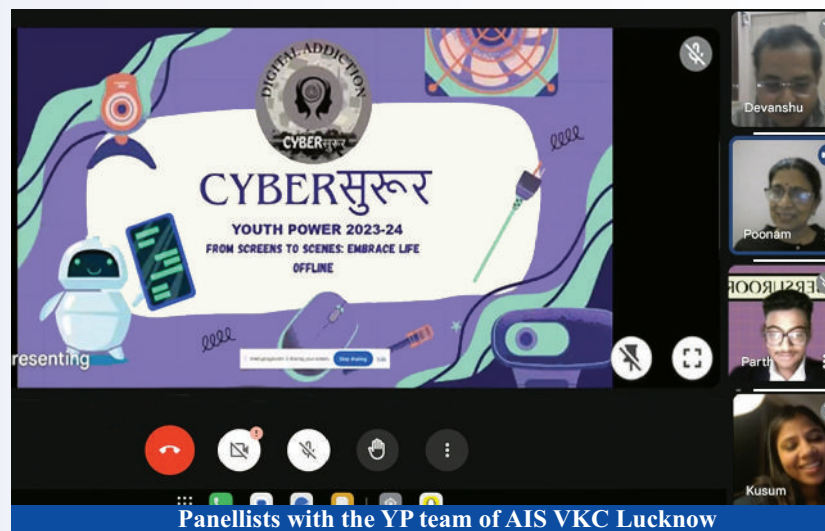 DIGITAL ADDICTION
CYBERसुरूर
CYBERसुरूर
YOUTH POWER 2023-24
FROM SCREENS TO SCENES: EMBRACE LIFE
OFFLINE
resenting
Stop sharing
Hide
Devanshu
Poonam
Parth
Kusum
Panellists with the YP team of AIS VKC Lucknow